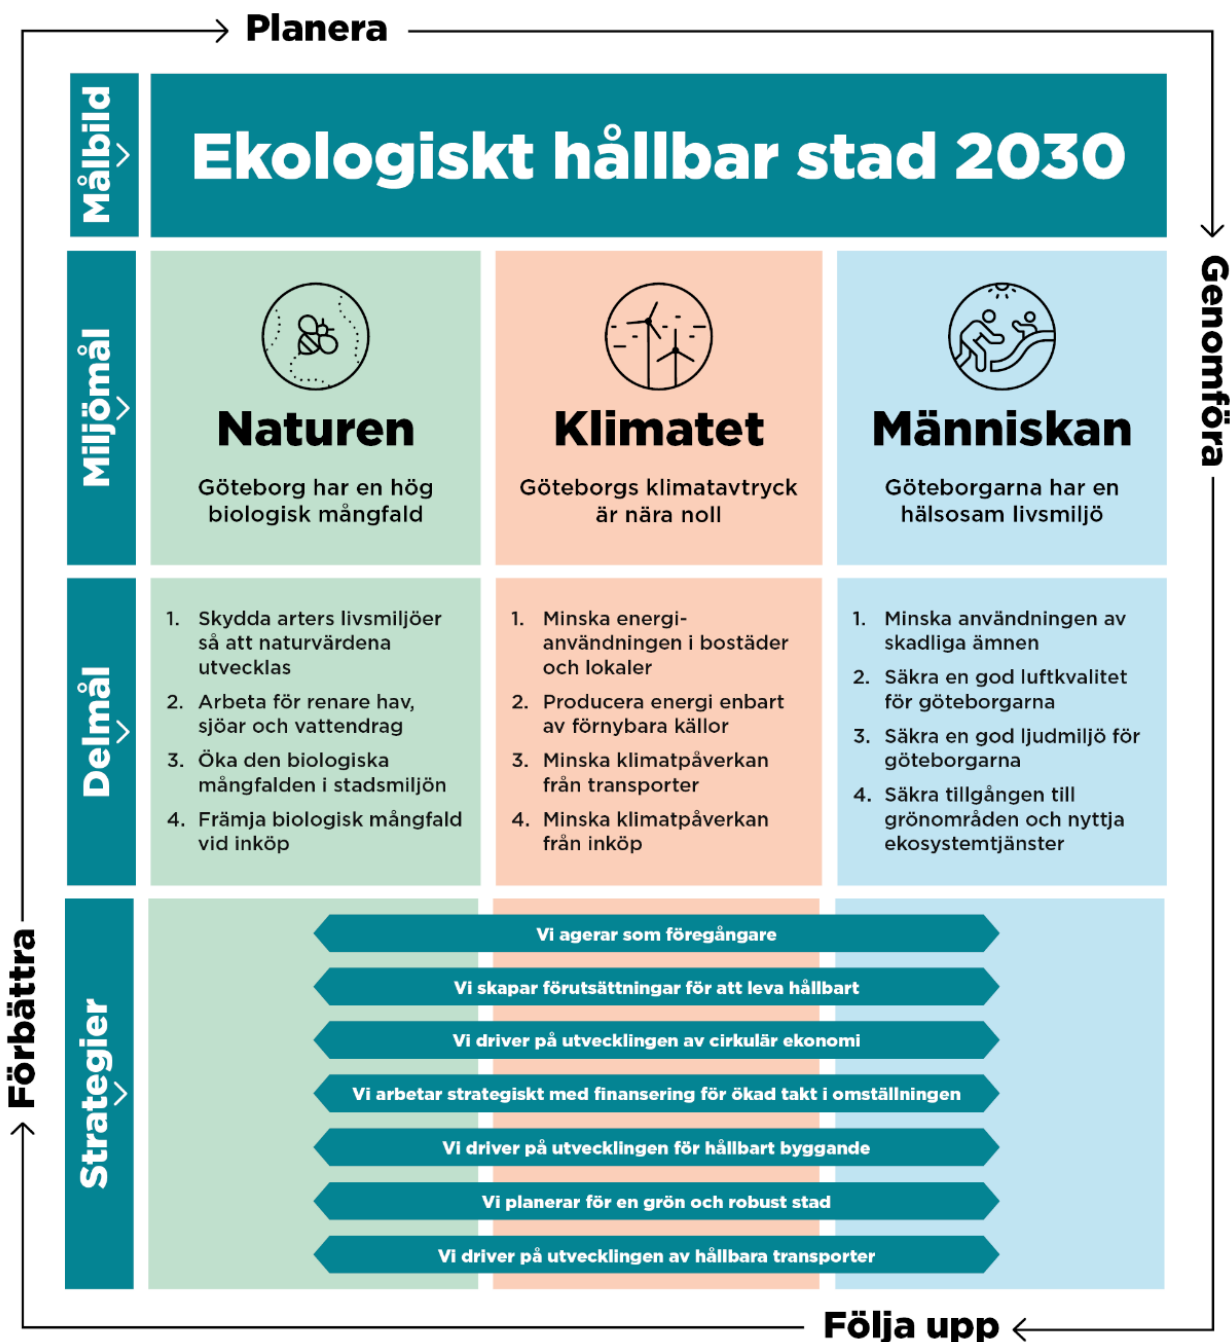 Planera
Målbild
Ekologiskt hållbar stad 2030
Genomföra
Miljömål
Naturen
Göteborg har en hög
biologisk mångfald
Klimatet
Göteborgs klimatavtryck
är nära noll
Människan
Göteborgarna har en
hälsosam livsmiljö
Delmål
1. Skydda arters livsmiljöer
så att naturvärdena
utvecklas
2. Arbeta för renare hav,
sjöar och vattendrag
3. Öka den biologiska
mångfalden i stadsmiljön
4. Främja biologisk mångfald
vid inköp
1. Minska energi-
användningen i bostäder
och lokaler
2. Producera energi enbart
av förnybara källor
3. Minska klimatpåverkan
från transporter
4. Minska klimatpåverkan
från inköp
1. Minska användningen av
skadliga ämnen
2. Säkra en god luftkvalitet
för göteborgarna
3. Säkra en god ljudmiljö för
göteborgarna
4. Säkra tillgången till
grönområden och nyttja
ekosystemtjänster
Förbättra
Strategier
Vi agerar som föregångare
Vi skapar förutsättningar för att leva hållbart
Vi driver på utvecklingen av cirkulär ekonomi
Vi arbetar strategiskt med finansering för ökad takt i omställningen
Vi driver på utvecklingen för hållbart byggande
Vi planerar för en grön och robust stad
Vi driver på utvecklingen av hållbara transporter
Följa upp